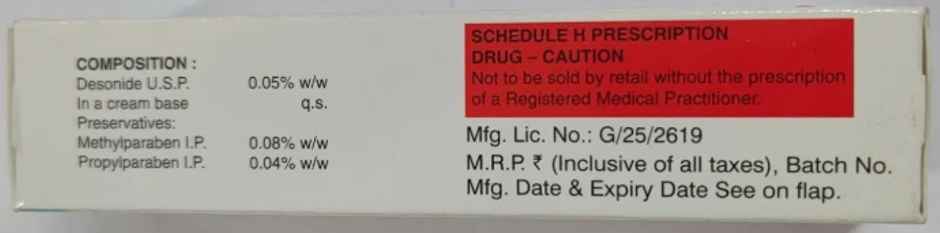 COMPOSITION :
Desonide U.S.P. 0.05% w/w
In a cream base q.s.
Preservatives:
Methylparaben I.P. 0.08% w/w
Propylparaben I.P. 0.04% w/w
SCHEDULE H PRESCRIPTION
DRUG – CAUTION
Not to be sold by retail without the prescription
of a Registered Medical Practitioner.
Mfg. Lic. No.: G/25/2619
M.R.P. ₹ (Inclusive of all taxes), Batch No.
Mfg. Date & Expiry Date See on flap.